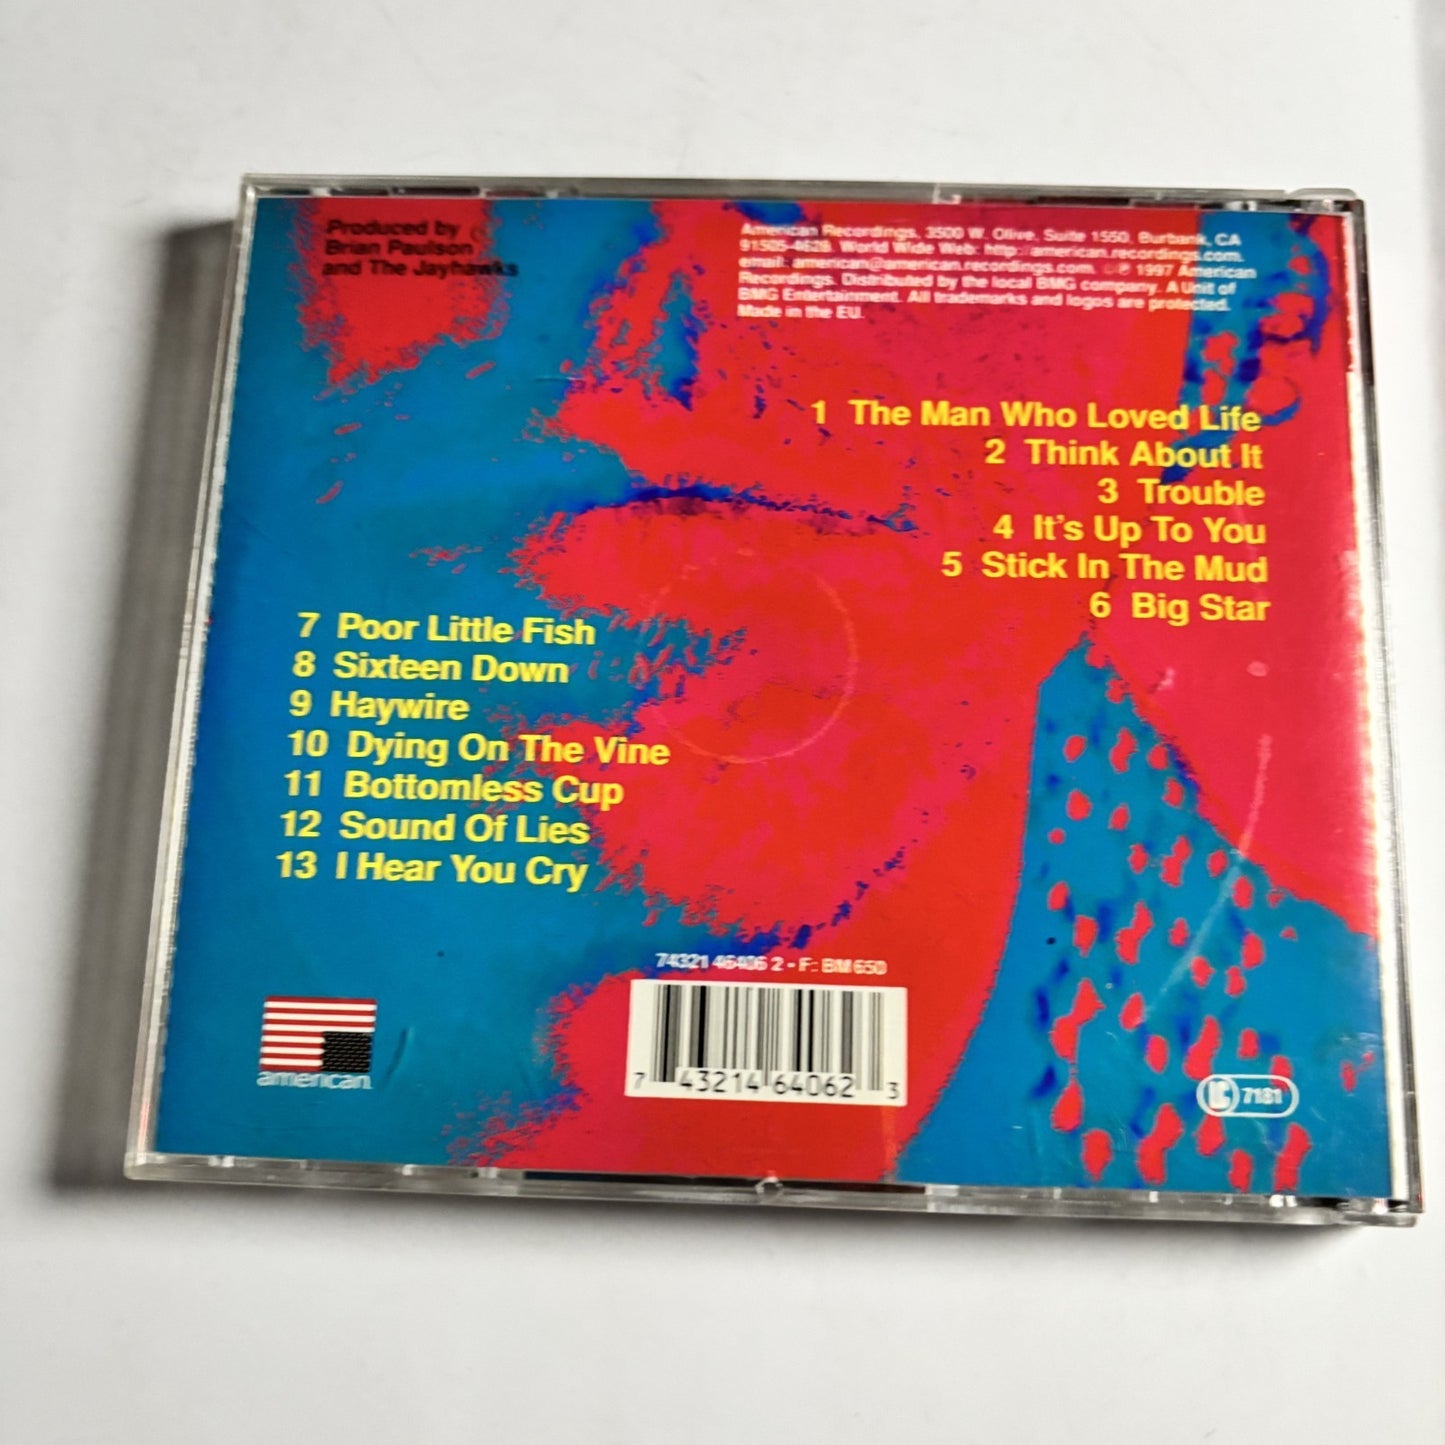 Produced by
Brian Paulson
and The Jayhawks
American Recordings, 3500 W. Olive, Suite 1550, Burbank, CA
91505-4628. World Wide Web: http://american.recordings.com.
email: american@american.recordings.com. ©℗ 1997 American
Recordings. Distributed by the local BMG company. A Unit of
BMG Entertainment. All trademarks and logos are protected.
Made in the EU.
1 The Man Who Loved Life
2 Think About It
3 Trouble
4 It's Up To You
5 Stick In The Mud
6 Big Star
7 Poor Little Fish
8 Sixteen Down
9 Haywire
10 Dying On The Vine
11 Bottomless Cup
12 Sound Of Lies
13 I Hear You Cry
74321 46406 2 - F: BM 650
7 43214 64062 3
american
LC 7181